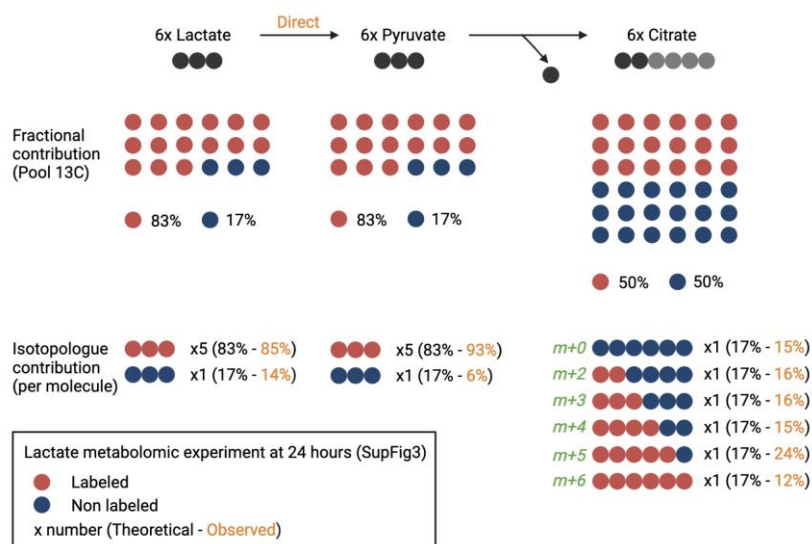 6x Lactate Direct 6x Pyruvate 6x Citrate
Fractional
contribution
(Pool 13C)
83% 17% 83% 17%
50% 50%
Isotopologue
contribution
(per molecule)
x5 (83% - 85%) x5 (83% - 93%) m+0 x1 (17% - 15%)
x1 (17% - 14%) x1 (17% - 6%) m+2 x1 (17% - 16%)
m+3 x1 (17% - 16%)
m+4 x1 (17% - 15%)
m+5 x1 (17% - 24%)
m+6 x1 (17% - 12%)
Lactate metabolomic experiment at 24 hours (SupFig3)
Labeled
Non labeled
x number (Theoretical - Observed)